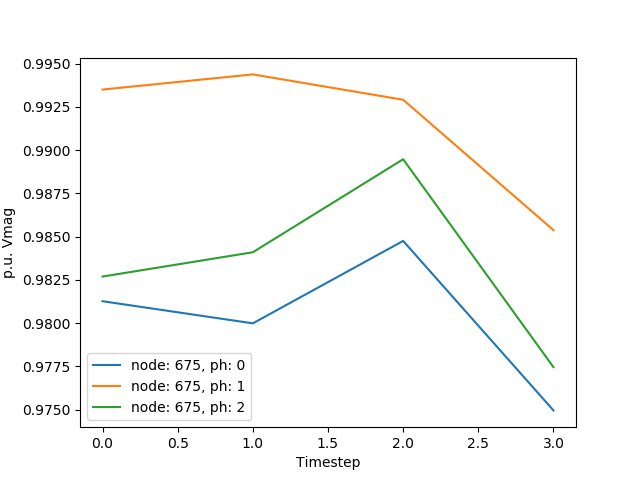 0.9950
0.9925
0.9900
0.9875
0.9850
0.9825
0.9800
0.9775
0.9750
p.u. Vmag
node: 675, ph: 0
node: 675, ph: 1
node: 675, ph: 2
0.0 0.5 1.0 1.5 2.0 2.5 3.0
Timestep